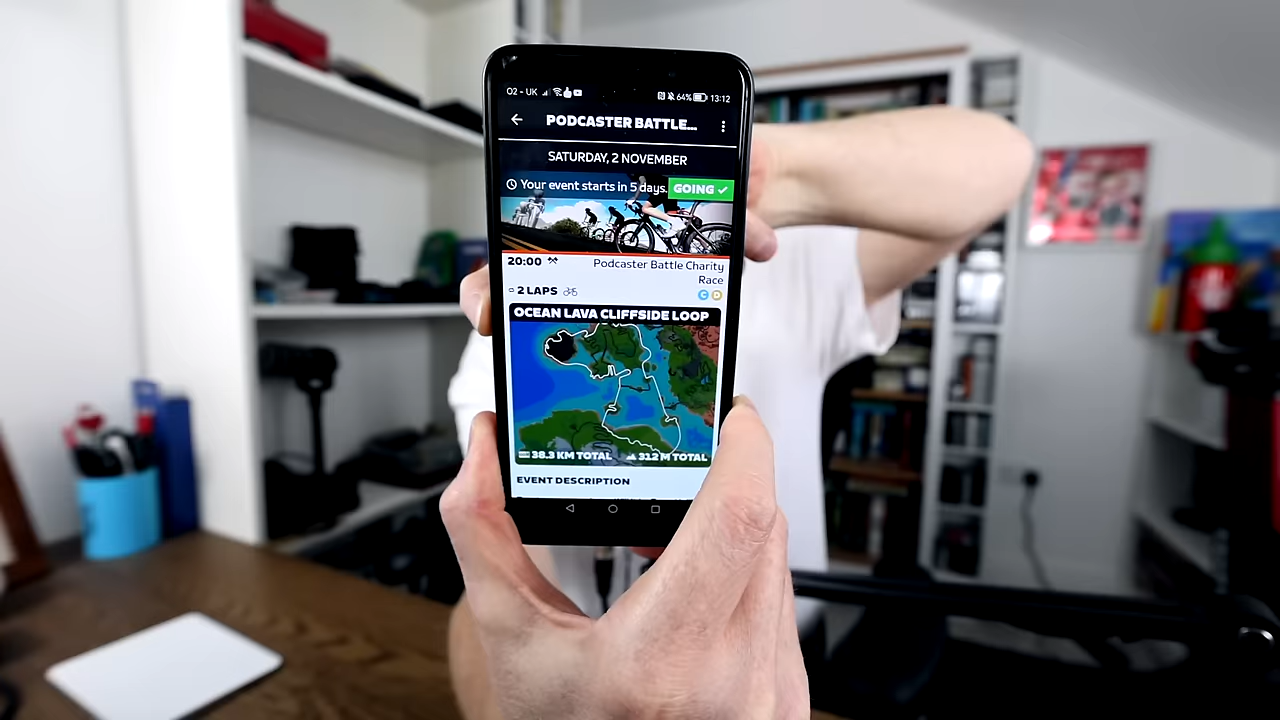 O2 - UK 64% 13:12
PODCASTER BATTLE...
SATURDAY, 2 NOVEMBER
Your event starts in 5 days. GOING
20:00 Podcaster Battle Charity
Race
2 LAPS C D
OCEAN LAVA CLIFFSIDE LOOP
38.3 KM TOTAL 312 M TOTAL
EVENT DESCRIPTION